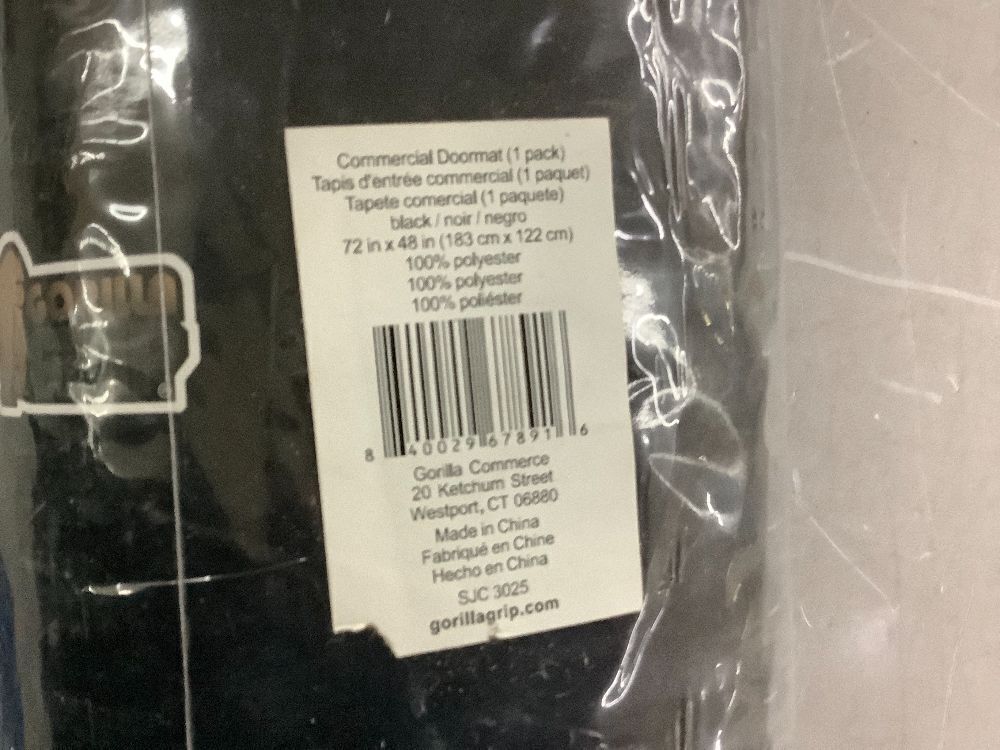 Commercial Doormat (1 pack)
Tapis d'entrée commercial (1 paquet)
Tapete comercial (1 paquete)
black / noir / negro
72 in x 48 in (183 cm x 122 cm)
100% polyester
100% polyester
100% poliéster
8 40029 67891 6
Gorilla Commerce
20 Ketchum Street
Westport, CT 06880
Made in China
Fabriqué en Chine
Hecho en China
SJC 3025
gorillagrip.com
GORILLA